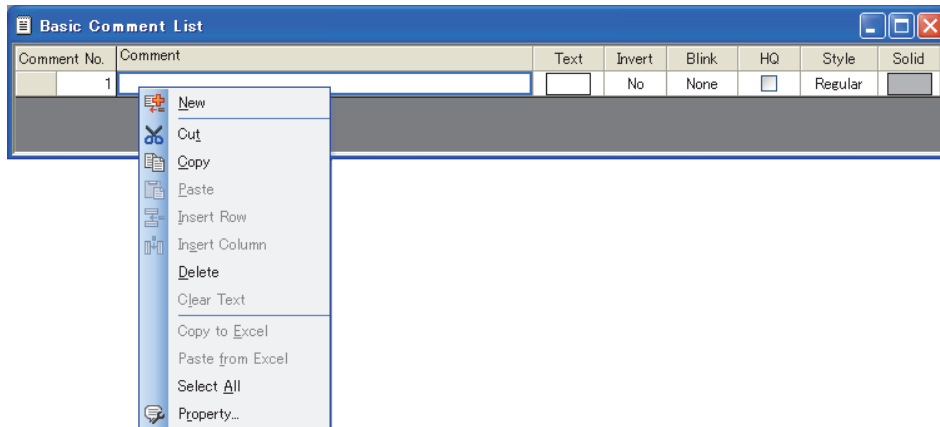 Basic Comment List
Comment No. Comment Text Invert Blink HQ Style Solid
1 No None Regular
New
Cut
Copy
Paste
Insert Row
Insert Column
Delete
Clear Text
Copy to Excel
Paste from Excel
Select All
Property...